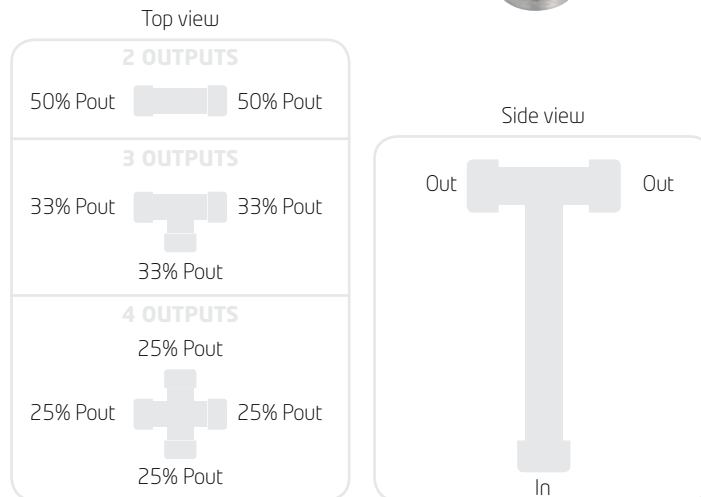 Top view
2 OUTPUTS
50% Pout 50% Pout
3 OUTPUTS
33% Pout 33% Pout
33% Pout
4 OUTPUTS
25% Pout
25% Pout 25% Pout
25% Pout
Side view
Out Out
In